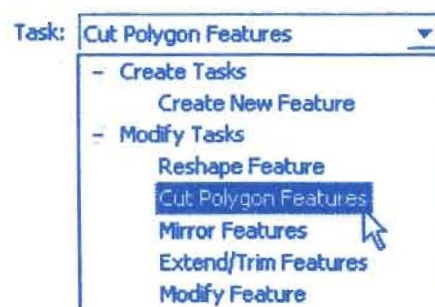 Task: Cut Polygon Features
− Create Tasks
Create New Feature
− Modify Tasks
Reshape Feature
Cut Polygon Features
Mirror Features
Extend/Trim Features
Modify Feature